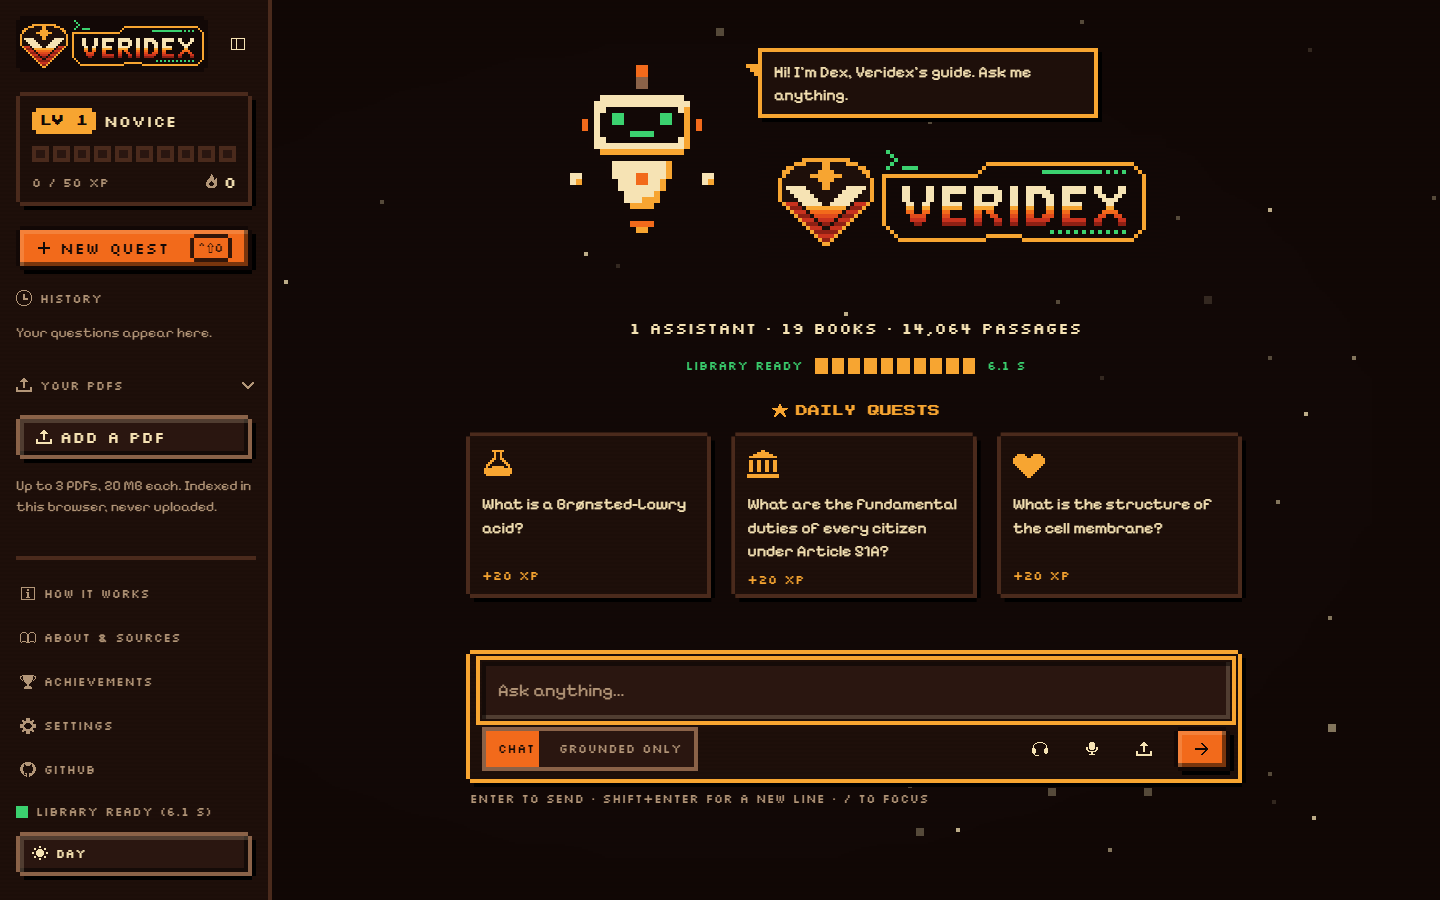 VERIDEX
LV 1 NOVICE
0 / 50 XP 0
+ NEW QUEST ^⇧O
HISTORY
Your questions appear here.
YOUR PDFS
ADD A PDF
Up to 3 PDFs, 20 MB each. Indexed in
this browser, never uploaded.
HOW IT WORKS
ABOUT & SOURCES
ACHIEVEMENTS
SETTINGS
GITHUB
LIBRARY READY (6.1 S)
DAY
Hi! I'm Dex, Veridex's guide. Ask me
anything.
VERIDEX
1 ASSISTANT · 19 BOOKS · 14,064 PASSAGES
LIBRARY READY 6.1 S
DAILY QUESTS
What is a Brønsted-Lowry
acid?
+20 XP
What are the Fundamental
duties of every citizen
under Article 51A?
+20 XP
What is the structure of
the cell membrane?
+20 XP
Ask anything...
CHAT GROUNDED ONLY
ENTER TO SEND · SHIFT+ENTER FOR A NEW LINE · / TO FOCUS